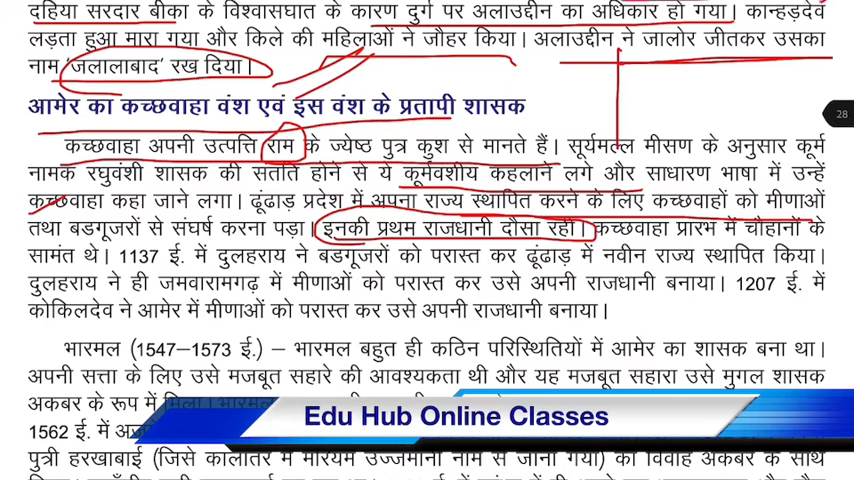 दहिया सरदार बीका के विश्वासघात के कारण दुर्ग पर अलाउद्दीन का अधिकार हो गया। कान्हड़देव
लड़ता हुआ मारा गया और किले की महिलाओं ने जौहर किया। अलाउद्दीन ने जालोर जीतकर उसका
नाम 'जलालाबाद' रख दिया।
आमेर का कच्छवाहा वंश एवं इस वंश के प्रतापी शासक
28
कच्छवाहा अपनी उत्पत्ति राम के ज्येष्ठ पुत्र कुश से मानते हैं। सूर्यमल्ल मीसण के अनुसार कूर्म
नामक रघुवंशी शासक की संतति होने से ये कूर्मवशीय कहलाने लगे और साधारण भाषा में उन्हें
कच्छवाहा कहा जाने लगा। ढूंढाड़ प्रदेश में अपना राज्य स्थापित करने के लिए कच्छवाहों को मीणाओं
तथा बडगूजरों से संघर्ष करना पड़ा। इनकी प्रथम राजधानी दौसा रही। कच्छवाहा प्रारभ में चौहानों के
सामंत थे। 1137 ई. में दुलहराय ने बडगूजरों को परास्त कर ढूंढाड़ में नवीन राज्य स्थापित किया।
दुलहराय ने ही जमवारामगढ़ में मीणाओं को परास्त कर उसे अपनी राजधानी बनाया। 1207 ई. में
कोकिलदेव ने आमेर में मीणाओं को परास्त कर उसे अपनी राजधानी बनाया।
भारमल (1547–1573 ई.) – भारमल बहुत ही कठिन परिस्थितियों में आमेर का शासक बना था।
अपनी सत्ता के लिए उसे मजबूत सहारे की आवश्यकता थी और यह मजबूत सहारा उसे मुगल शासक
अकबर के रूप में मिला। भारमल
Edu Hub Online Classes
1562 ई. में
पुत्री हरखाबाई (जिसे कालांतर में मरियम उज्जमानी नाम से जाना गया) का विवाह अकबर के साथ